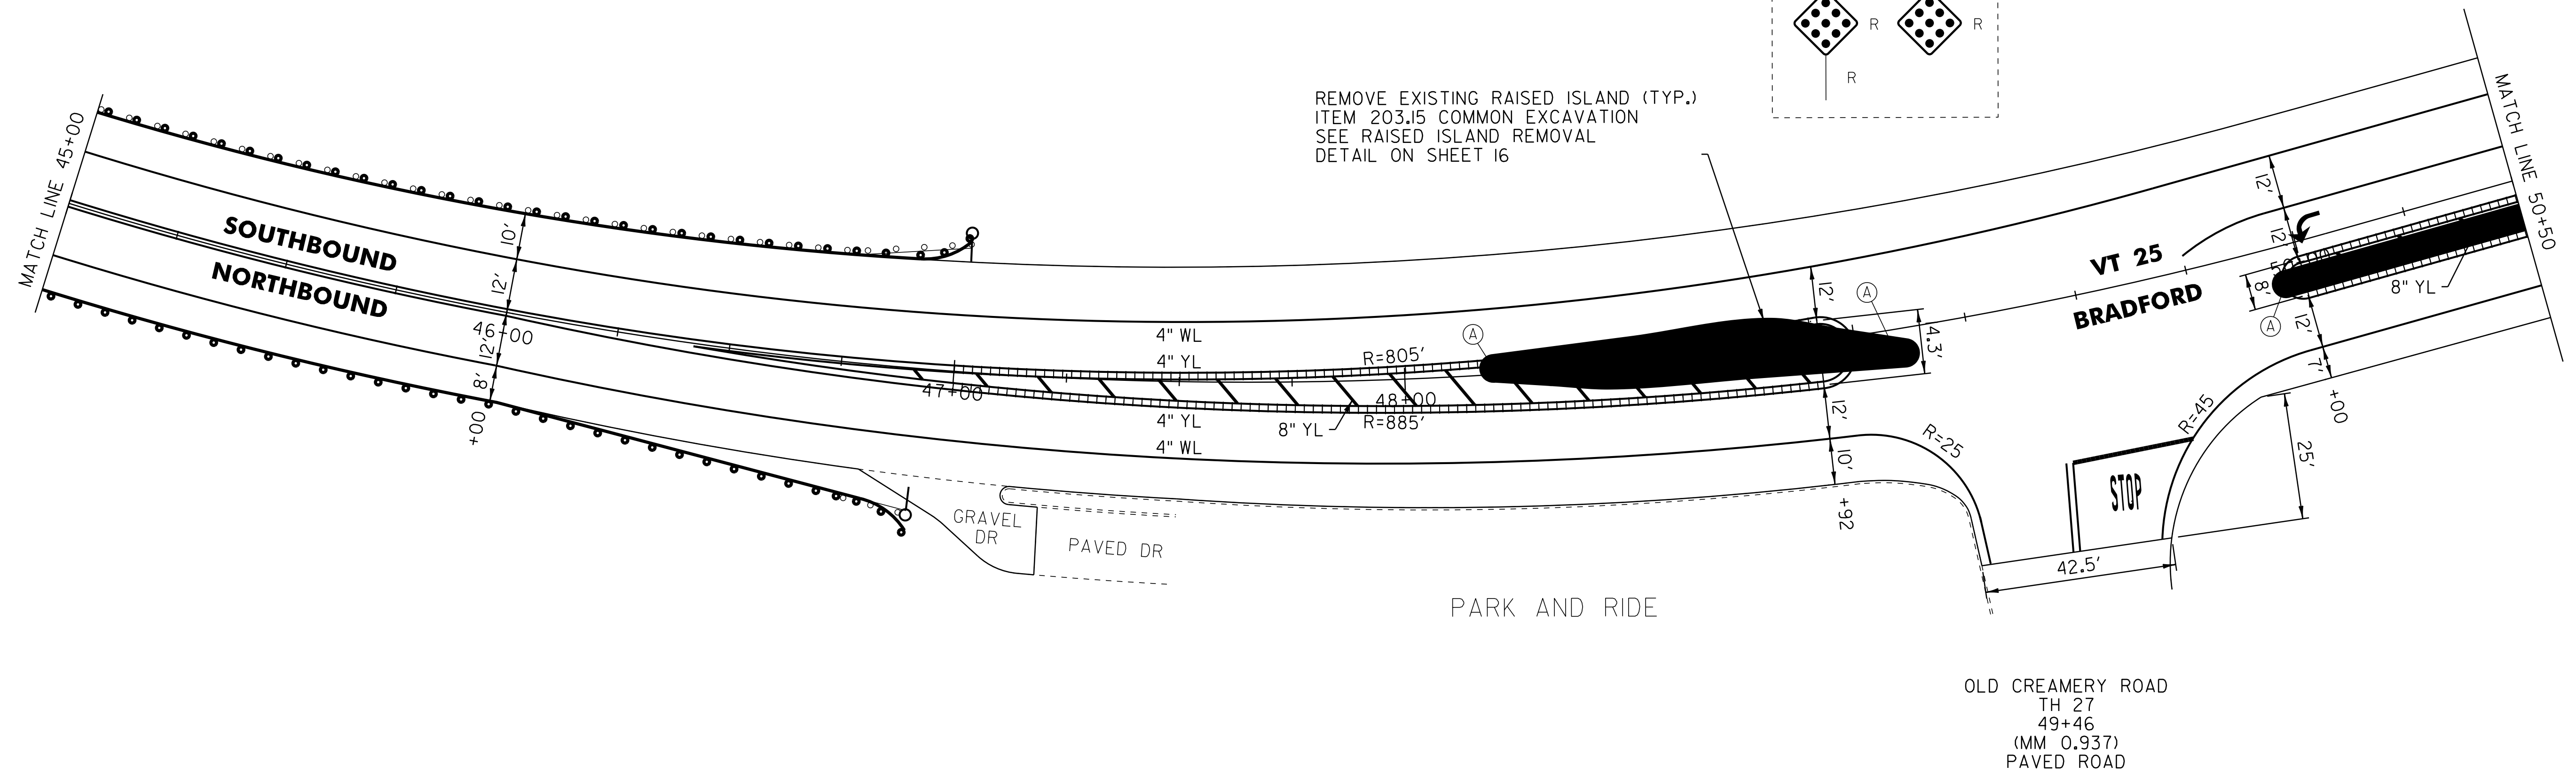 R
R
R
REMOVE EXISTING RAISED ISLAND (TYP.)
ITEM 203.15 COMMON EXCAVATION
SEE RAISED ISLAND REMOVAL
DETAIL ON SHEET 16
MATCH LINE 45+00
MATCH LINE 50+50
SOUTHBOUND
NORTHBOUND
10'
12'
46+00
12'
8'
+00
4" WL
4" YL
R=805'
47+00
48+00
4" YL
R=885'
8" YL
4" WL
A
A
12'
4.3'
12'
10'
+92
R=25
VT 25
BRADFORD
12'
12'
8'
A
8" YL
12'
7'
+00
R=45
25'
STOP
42.5'
GRAVEL
DR
PAVED DR
PARK AND RIDE
OLD CREAMERY ROAD
TH 27
49+46
(MM 0.937)
PAVED ROAD